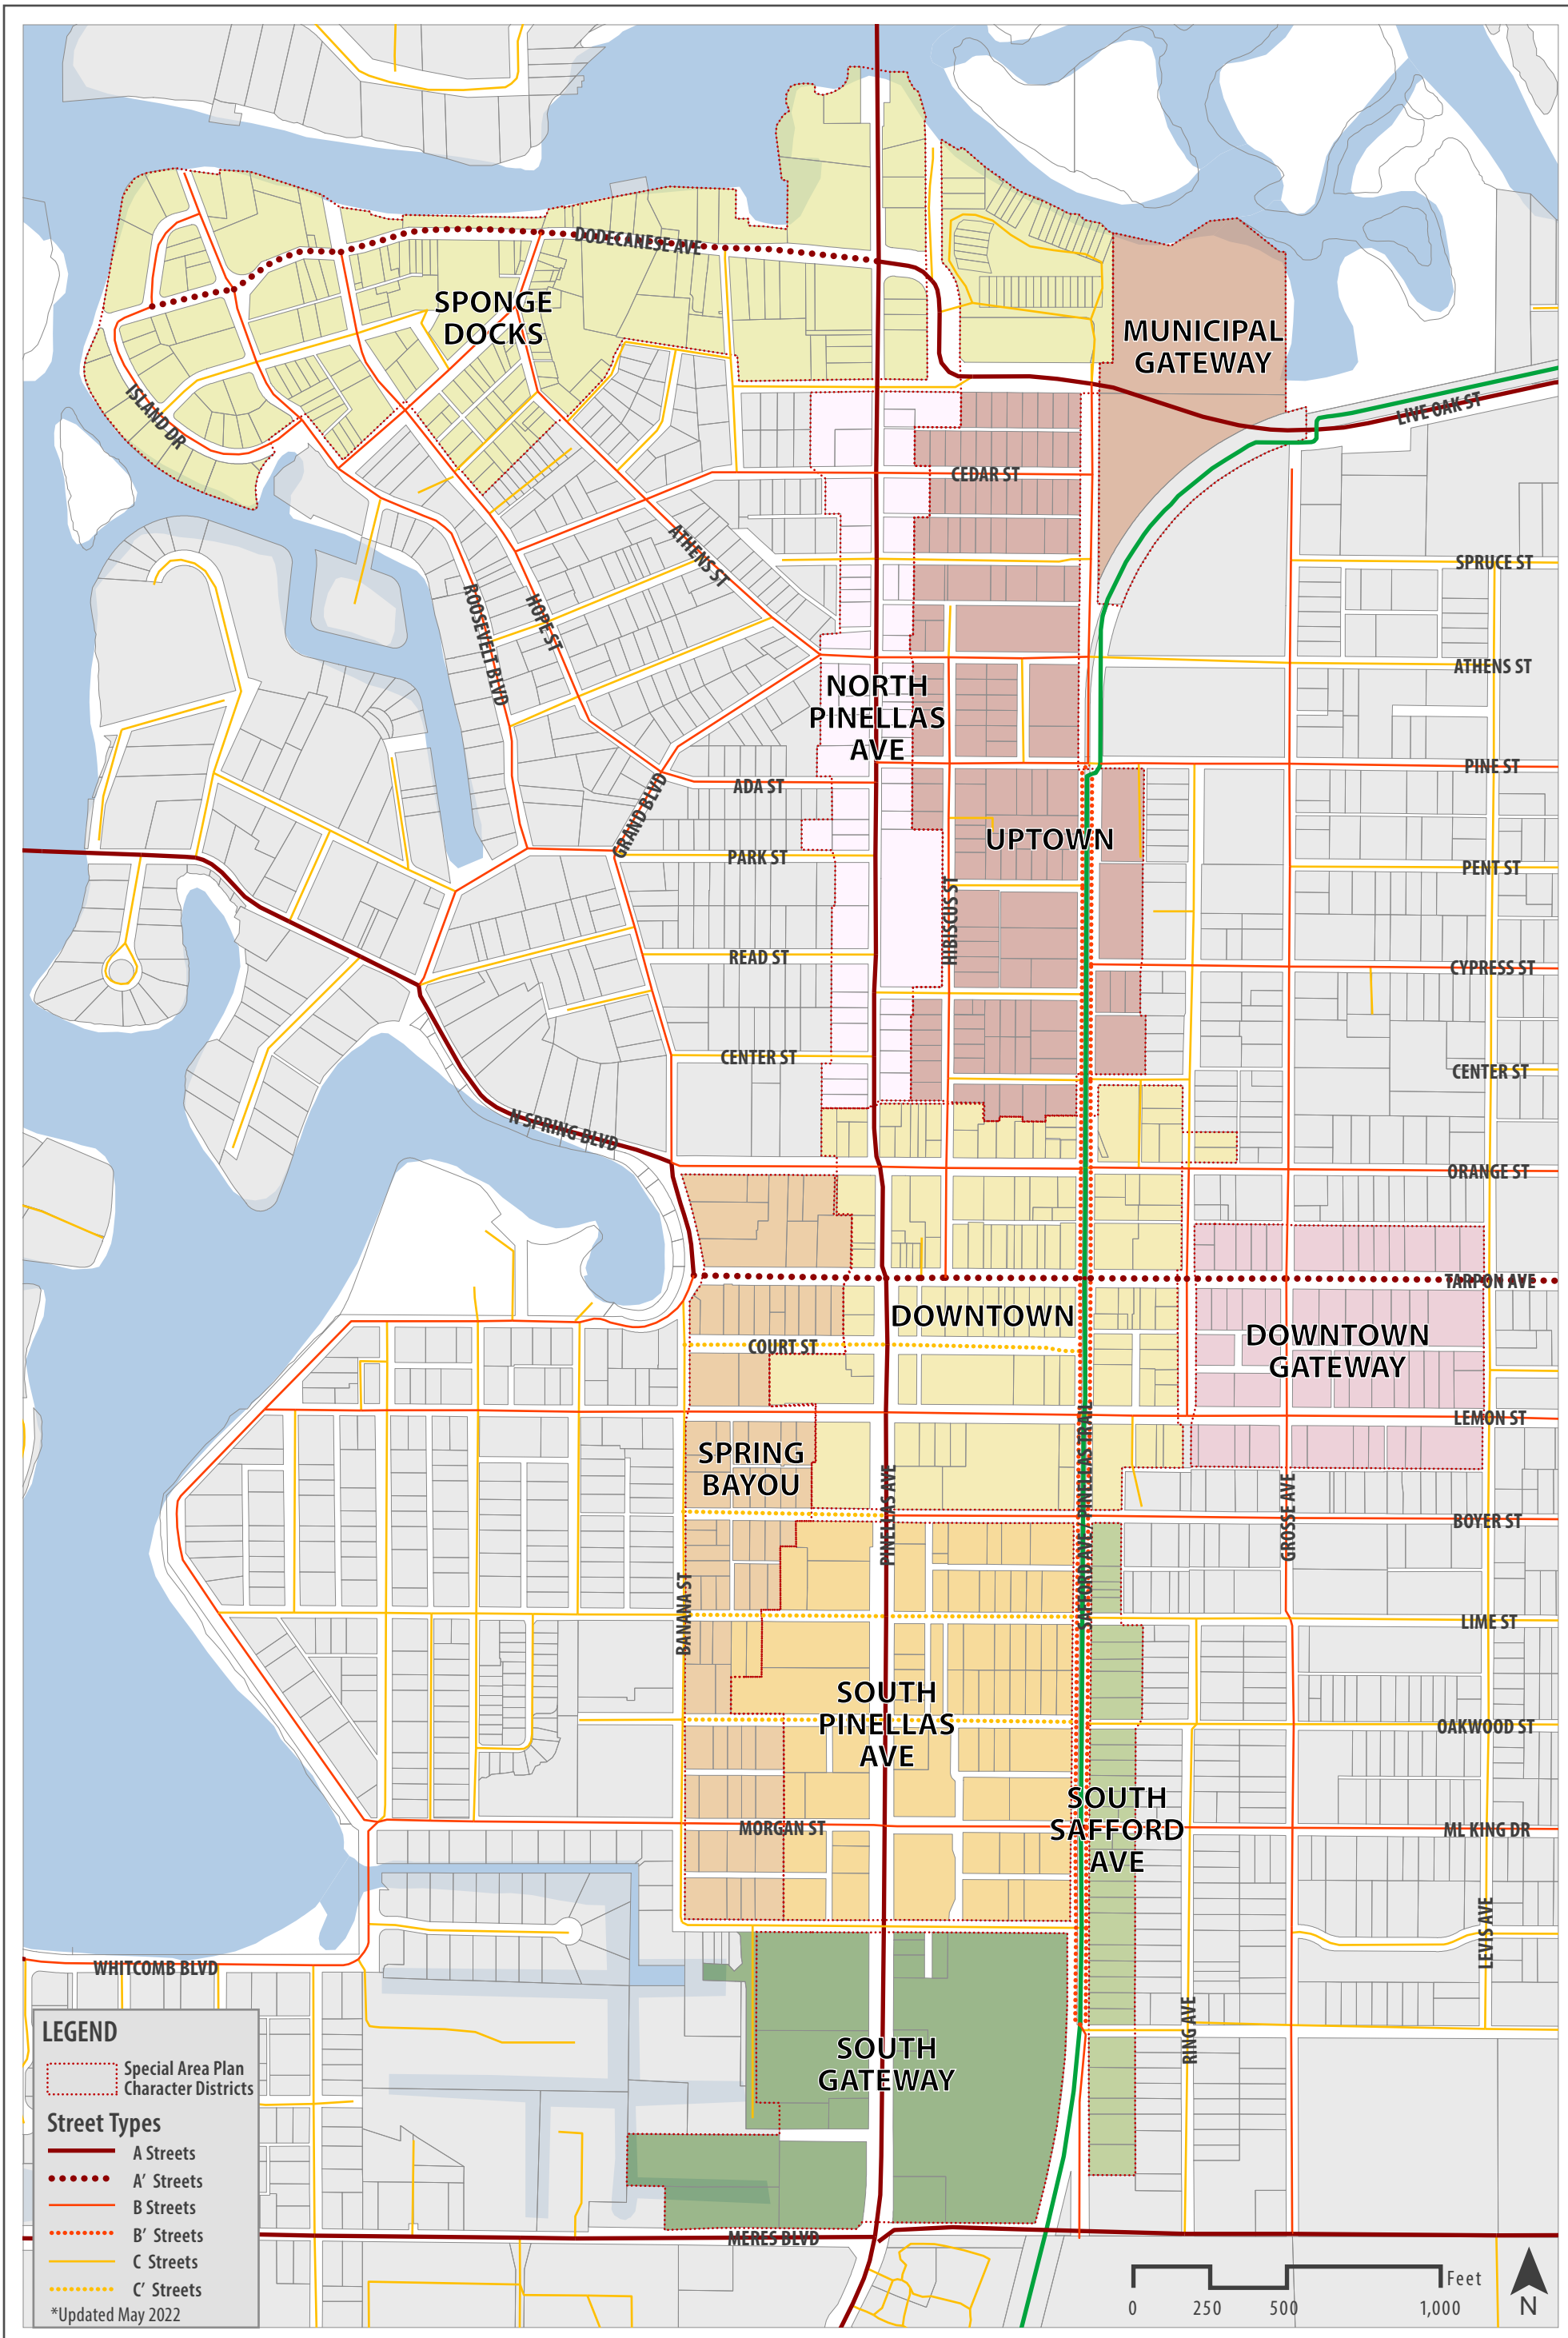 DODECANESE AVE
SPONGE
DOCKS
MUNICIPAL
GATEWAY
ISLAND DR
LIVE OAK ST
CEDAR ST
ATHENS ST
SPRUCE ST
ROOSEVELT BLVD
HOPE ST
ATHENS ST
NORTH
PINELLAS
AVE
PINE ST
ADA ST
GRAND BLVD
UPTOWN
PARK ST
PENT ST
HIBISCUS ST
READ ST
CYPRESS ST
CENTER ST
CENTER ST
N SPRING BLVD
ORANGE ST
TARPON AVE
DOWNTOWN
DOWNTOWN
GATEWAY
COURT ST
LEMON ST
SPRING
BAYOU
PINELLAS AVE
SAFFORD AVE / PINELLAS TRAIL
GROSSE AVE
BOYER ST
BANANA ST
LIME ST
SOUTH
PINELLAS
AVE
OAKWOOD ST
SOUTH
SAFFORD
AVE
MORGAN ST
ML KING DR
LEVIS AVE
WHITCOMB BLVD
RING AVE
SOUTH
GATEWAY
MERES BLVD
LEGEND
Special Area Plan
Character Districts
Street Types
A Streets
A' Streets
B Streets
B' Streets
C Streets
C' Streets
*Updated May 2022
Feet
0 250 500 1,000
N